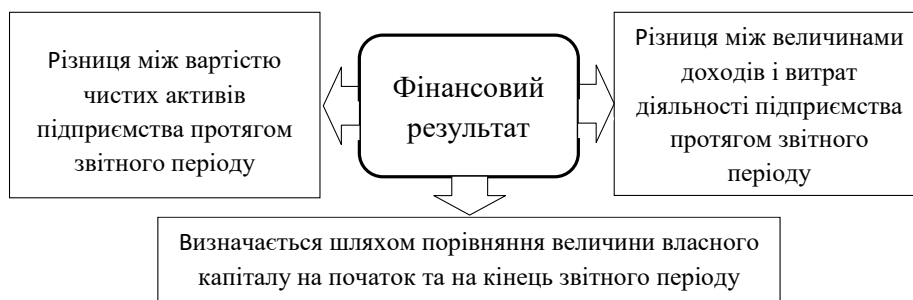 Різниця між вартістю
чистих активів
підприємства протягом
звітного періоду
Фінансовий
результат
Різниця між величинами
доходів і витрат
діяльності підприємства
протягом звітного
періоду
Визначається шляхом порівняння величини власного
капіталу на початок та на кінець звітного періоду